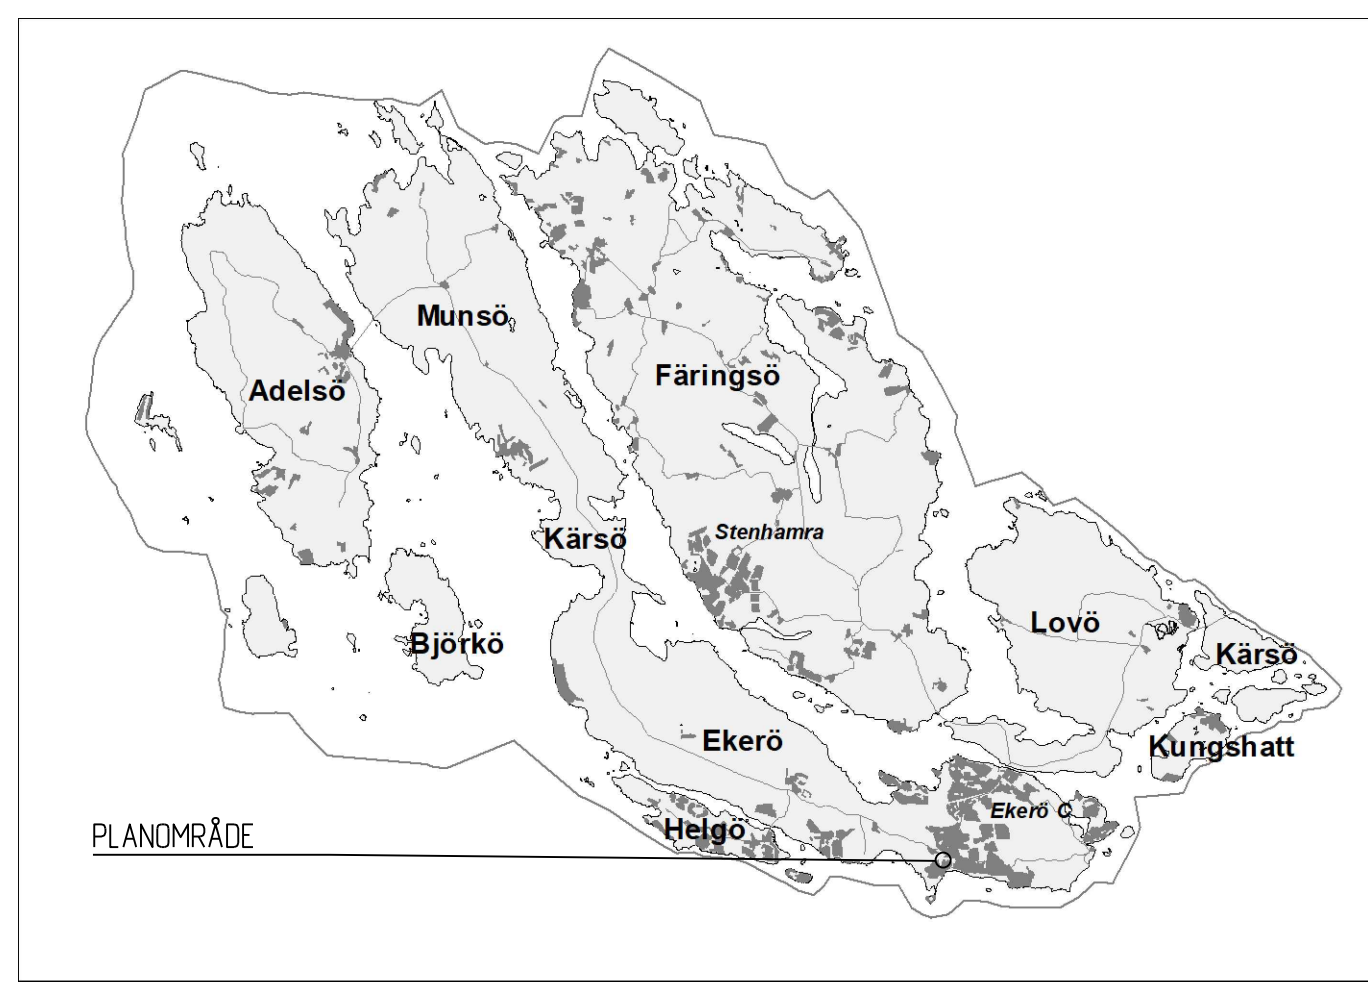 Munsö
Färingsö
Adelsö
Stenhamra
Kärsö
Lovö
Björkö
Kärsö
Ekerö
Kungshatt
Ekerö C
Helgö
PLANOMRÅDE